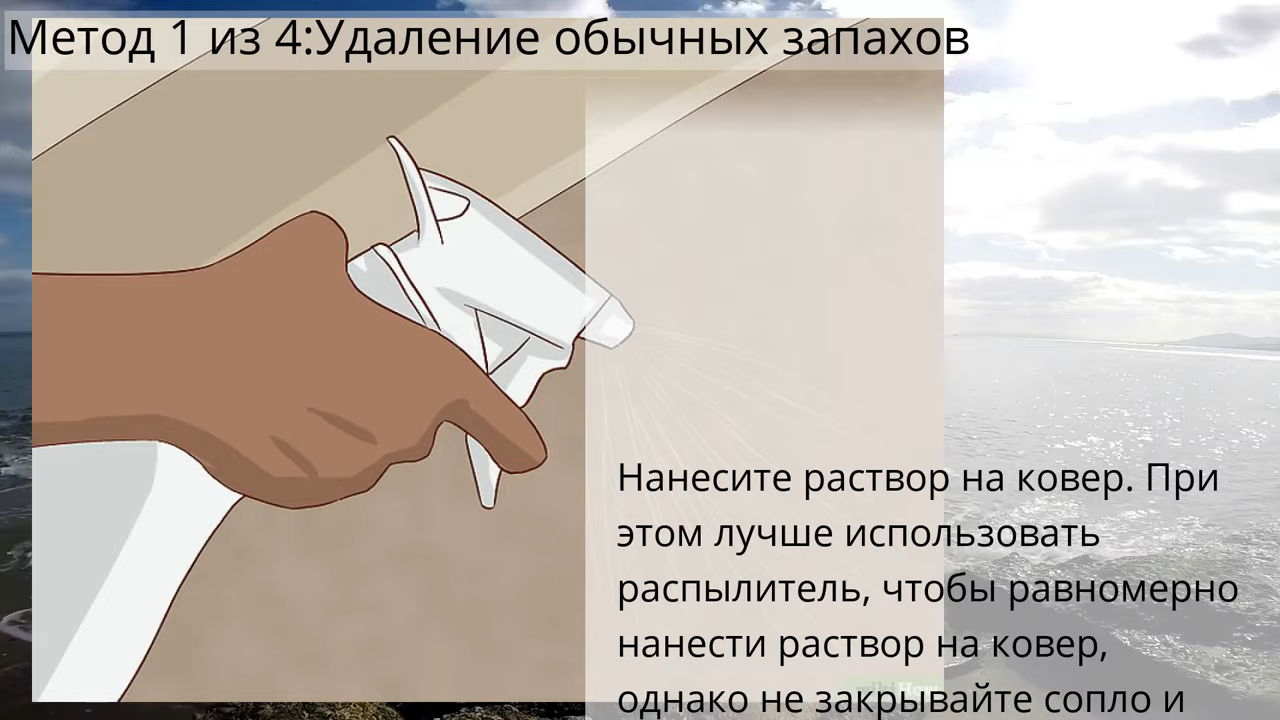 Метод 1 из 4:Удаление обычных запахов
Нанесите раствор на ковер. При
этом лучше использовать
распылитель, чтобы равномерно
нанести раствор на ковер,
однако не закрывайте сопло и